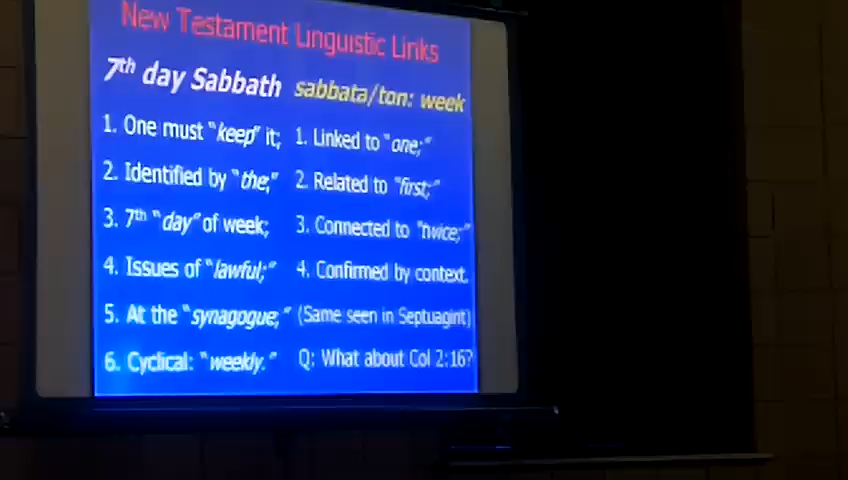 New Testament Linguistic Links
7th day Sabbath
1. One must "keep" it;
2. Identified by "the;"
3. 7th "day" of week;
4. Issues of "lawful;"
5. At the "synagogue;"
6. Cyclical: "weekly."
sabbata/ton: week
1. Linked to "one;"
2. Related to "first;"
3. Connected to "twice;"
4. Confirmed by context.
(Same seen in Septuagint)
Q: What about Col 2:16?